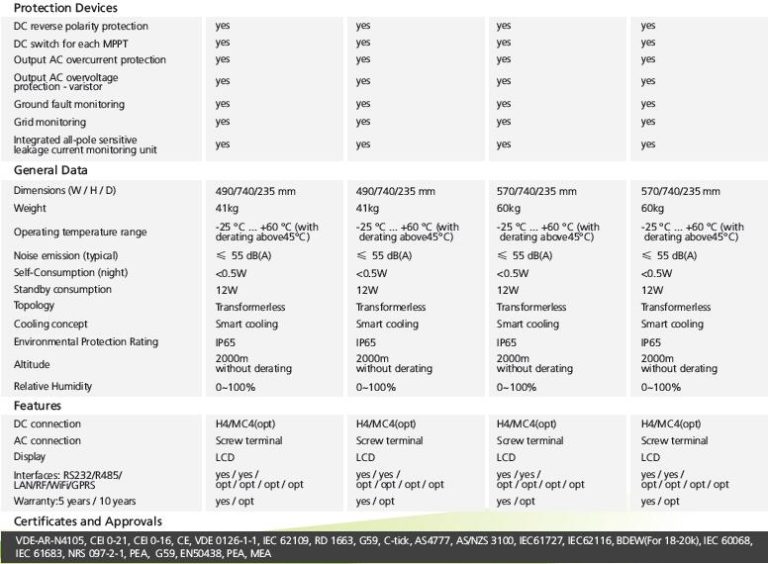 Protection Devices
DC reverse polarity protection yes yes yes yes
DC switch for each MPPT yes yes yes yes
Output AC overcurrent protection yes yes yes yes
Output AC overvoltage
protection - varistor yes yes yes yes
Ground fault monitoring yes yes yes yes
Grid monitoring yes yes yes yes
Integrated all-pole sensitive
leakage current monitoring unit yes yes yes yes
General Data
Dimensions (W / H / D) 490/740/235 mm 490/740/235 mm 570/740/235 mm 570/740/235 mm
Weight 41kg 41kg 60kg 60kg
Operating temperature range -25 °C ... +60 °C (with -25 °C ... +60 °C (with -25 °C ... +60 °C (with -25 °C ... +60 °C (with
derating above45°C) derating above45°C) derating above45°C) derating above45°C)
Noise emission (typical) ≤ 55 dB(A) ≤ 55 dB(A) ≤ 55 dB(A) ≤ 55 dB(A)
Self-Consumption (night) <0.5W <0.5W <0.5W <0.5W
Standby consumption 12W 12W 12W 12W
Topology Transformerless Transformerless Transformerless Transformerless
Cooling concept Smart cooling Smart cooling Smart cooling Smart cooling
Environmental Protection Rating IP65 IP65 IP65 IP65
Altitude 2000m 2000m 2000m 2000m
without derating without derating without derating without derating
Relative Humidity 0~100% 0~100% 0~100% 0~100%
Features
DC connection H4/MC4(opt) H4/MC4(opt) H4/MC4(opt) H4/MC4(opt)
AC connection Screw terminal Screw terminal Screw terminal Screw terminal
Display LCD LCD LCD LCD
Interfaces: RS232/R485/ yes / yes / yes / yes / yes / yes / yes / yes /
LAN/RF/WiFi/GPRS opt / opt / opt / opt opt / opt / opt / opt opt / opt / opt / opt opt / opt / opt / opt
Warranty:5 years / 10 years yes / opt yes / opt yes / opt yes / opt
Certificates and Approvals
VDE-AR-N4105, CEI 0-21, CEI 0-16, CE, VDE 0126-1-1, IEC 62109, RD 1663, G59, C-tick, AS4777, AS/NZS 3100, IEC61727, IEC62116, BDEW(For 18-20k), IEC 60068,
IEC 61683, NRS 097-2-1, PEA, G59, EN50438, PEA, MEA